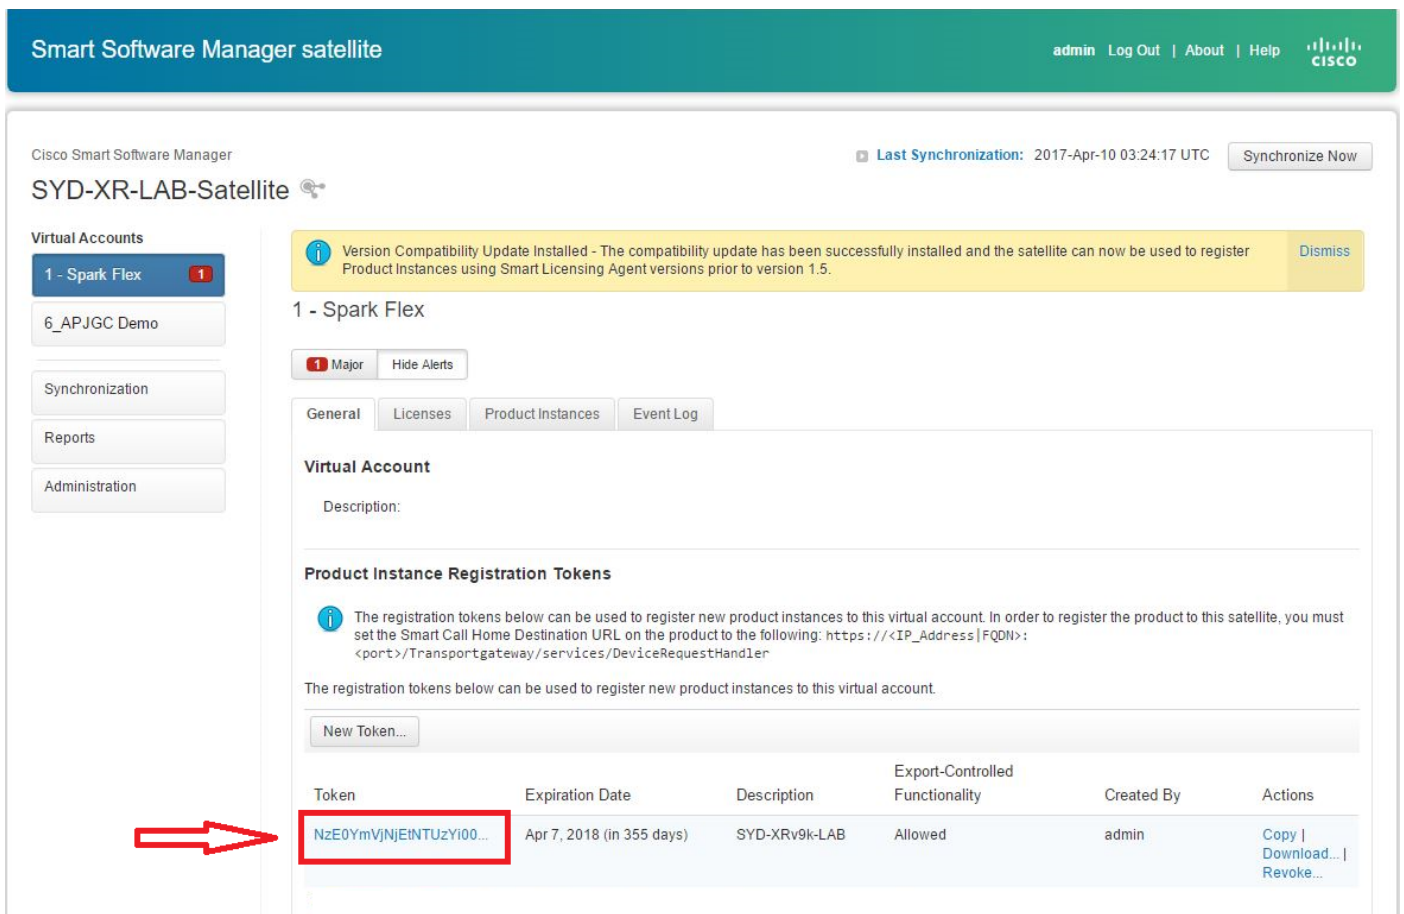 Smart Software Manager satellite
admin Log Out | About | Help
CISCO
Cisco Smart Software Manager
Last Synchronization: 2017-Apr-10 03:24:17 UTC
Synchronize Now
SYD-XR-LAB-Satellite
Virtual Accounts
1 - Spark Flex 1
6_APJGC Demo
Synchronization
Reports
Administration
Version Compatibility Update Installed - The compatibility update has been successfully installed and the satellite can now be used to register
Product Instances using Smart Licensing Agent versions prior to version 1.5.
Dismiss
1 - Spark Flex
1 Major
Hide Alerts
General
Licenses
Product Instances
Event Log
Virtual Account
Description:
Product Instance Registration Tokens
The registration tokens below can be used to register new product instances to this virtual account. In order to register the product to this satellite, you must
set the Smart Call Home Destination URL on the product to the following: https://<IP_Address|FQDN>:
<port>/Transportgateway/services/DeviceRequestHandler
The registration tokens below can be used to register new product instances to this virtual account.
New Token...
Token
Expiration Date
Description
Export-Controlled
Functionality
Created By
Actions
NzE0YmVjNjEtNTUzYi00...
Apr 7, 2018 (in 355 days)
SYD-XRv9k-LAB
Allowed
admin
Copy |
Download... |
Revoke...